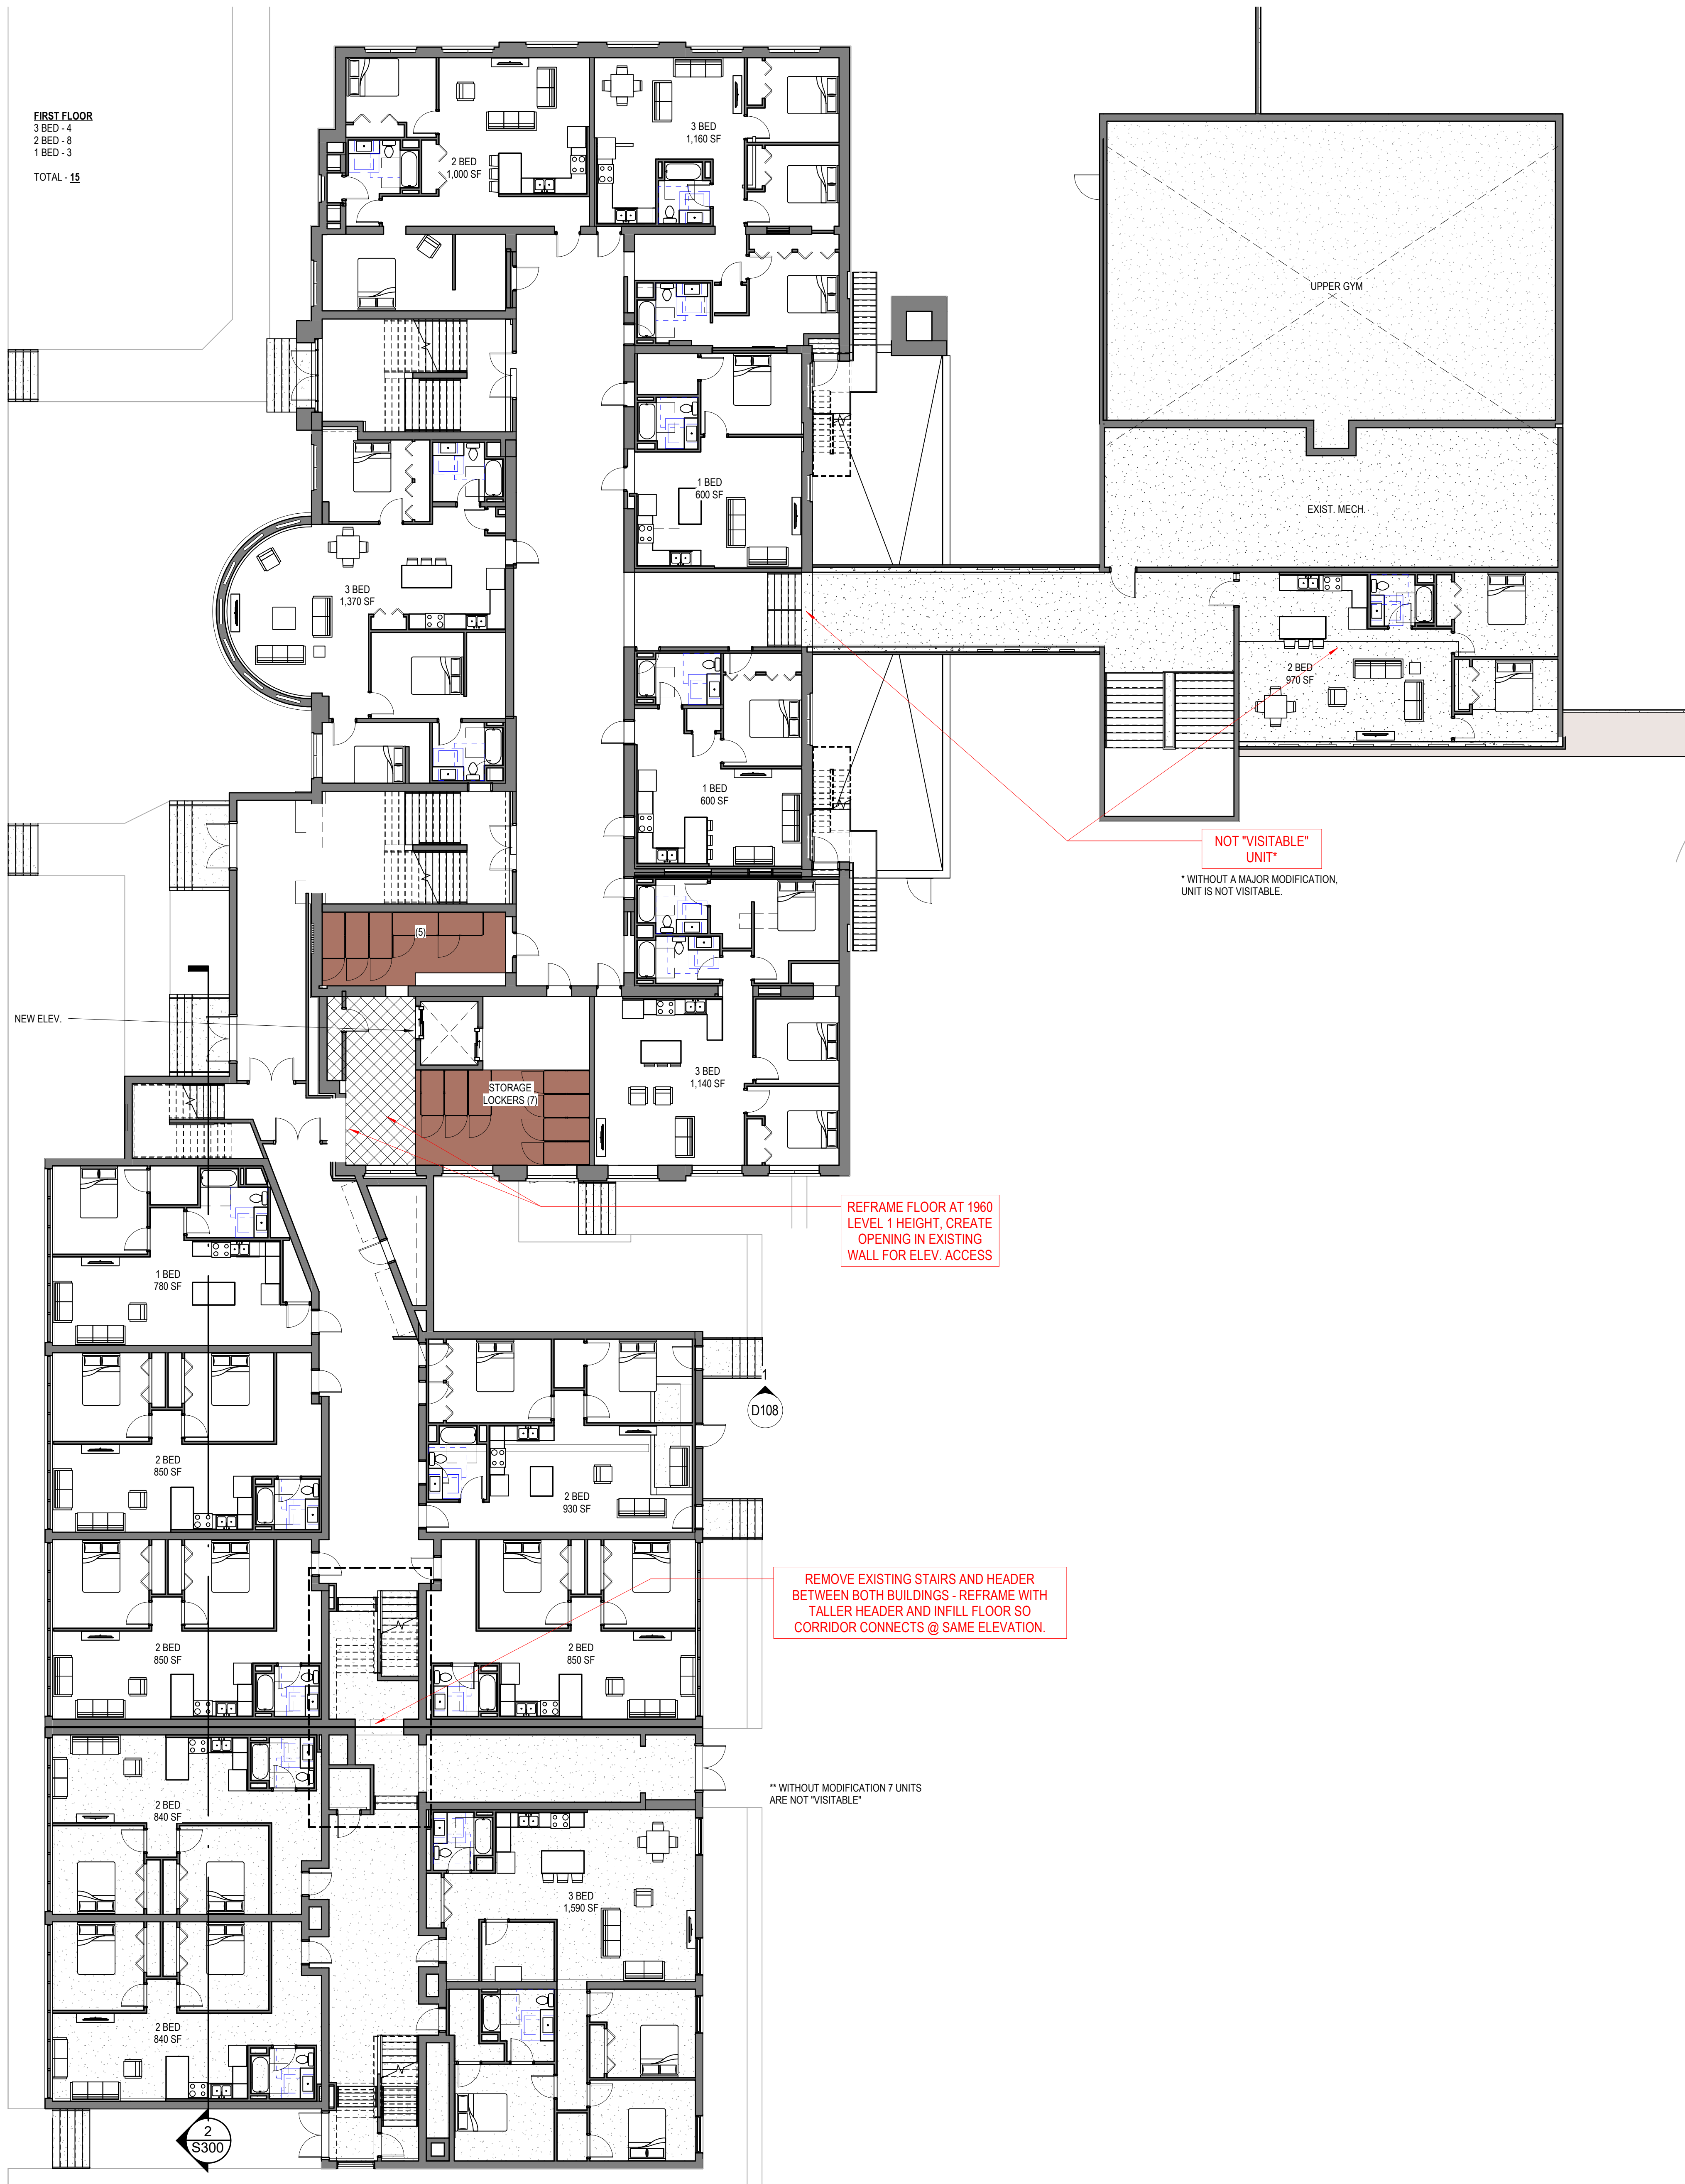 FIRST FLOOR
3 BED - 4
2 BED - 8
1 BED - 3
TOTAL - 15
2 BED
1,000 SF
3 BED
1,160 SF
UPPER GYM
1 BED
600 SF
EXIST. MECH.
3 BED
1,370 SF
2 BED
970 SF
1 BED
600 SF
NOT "VISITABLE"
UNIT*
* WITHOUT A MAJOR MODIFICATION,
UNIT IS NOT VISITABLE.
(5)
NEW ELEV.
3 BED
1,140 SF
STORAGE
LOCKERS (7)
REFRAME FLOOR AT 1960
LEVEL 1 HEIGHT, CREATE
OPENING IN EXISTING
WALL FOR ELEV. ACCESS
1 BED
780 SF
1
D108
2 BED
850 SF
2 BED
930 SF
REMOVE EXISTING STAIRS AND HEADER
BETWEEN BOTH BUILDINGS - REFRAME WITH
TALLER HEADER AND INFILL FLOOR SO
CORRIDOR CONNECTS @ SAME ELEVATION.
2 BED
850 SF
2 BED
850 SF
** WITHOUT MODIFICATION 7 UNITS
ARE NOT "VISITABLE"
2 BED
840 SF
3 BED
1,590 SF
2 BED
840 SF
2
S300